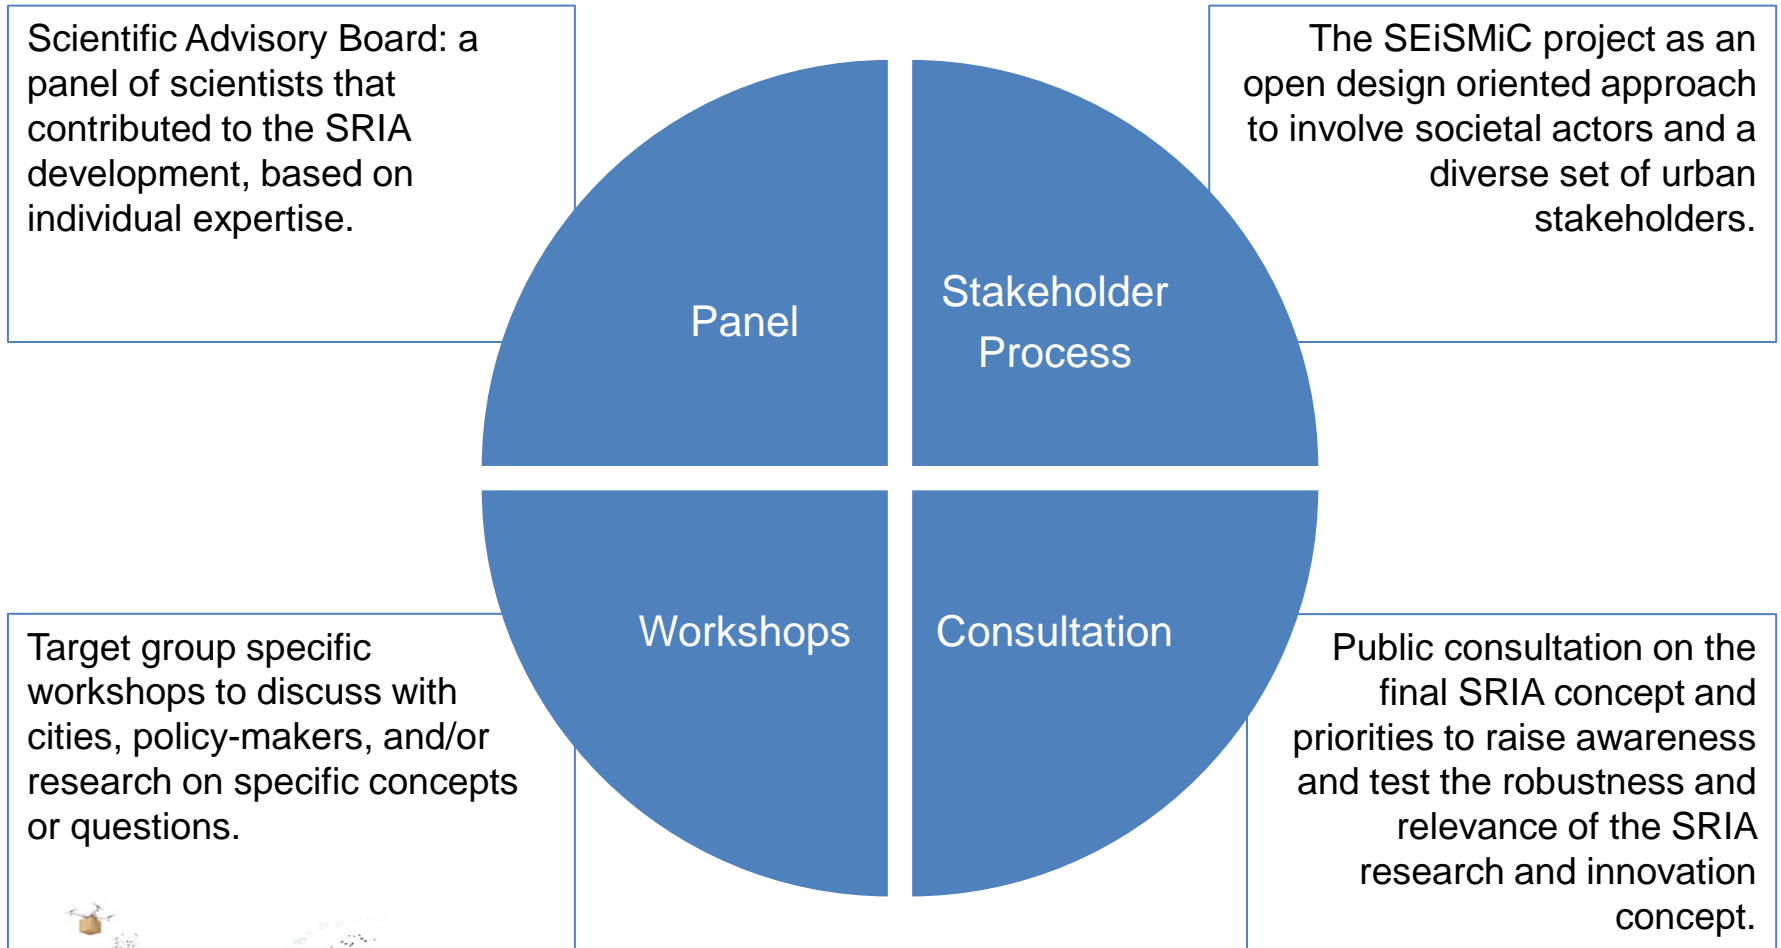 Scientific Advisory Board: a
panel of scientists that
contributed to the SRIA
development, based on
individual expertise.
The SEiSMiC project as an
open design oriented approach
to involve societal actors and a
diverse set of urban
stakeholders.
Panel
Stakeholder
Process
Workshops
Consultation
Target group specific
workshops to discuss with
cities, policy-makers, and/or
research on specific concepts
or questions.
Public consultation on the
final SRIA concept and
priorities to raise awareness
and test the robustness and
relevance of the SRIA
research and innovation
concept.